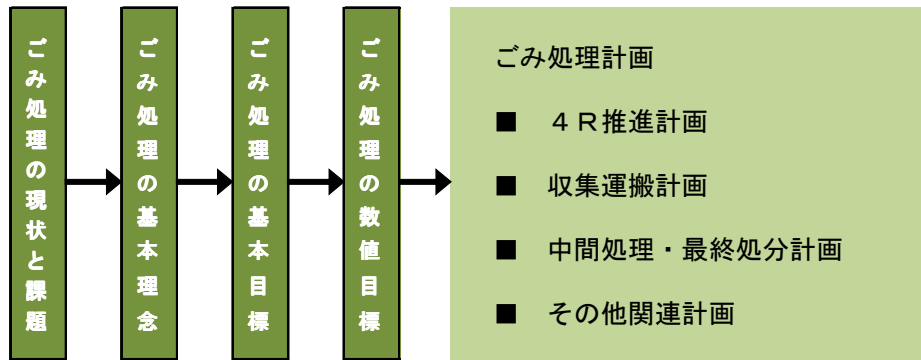 ごみ処理の現状と課題
ごみ処理の基本理念
ごみ処理の基本目標
ごみ処理の数値目標
ごみ処理計画
■ ４Ｒ推進計画
■ 収集運搬計画
■ 中間処理・最終処分計画
■ その他関連計画